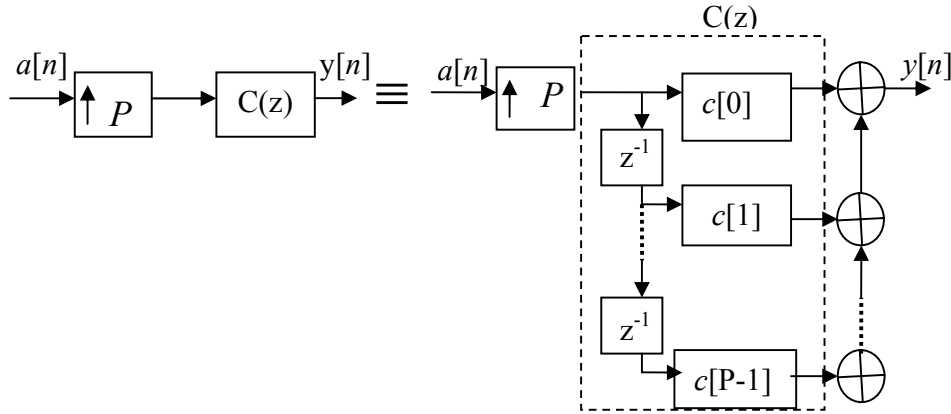 C(z)
a[n]
P
C(z)
y[n]
≡
a[n]
P
c[0]
y[n]
z⁻¹
c[1]
z⁻¹
c[P-1]